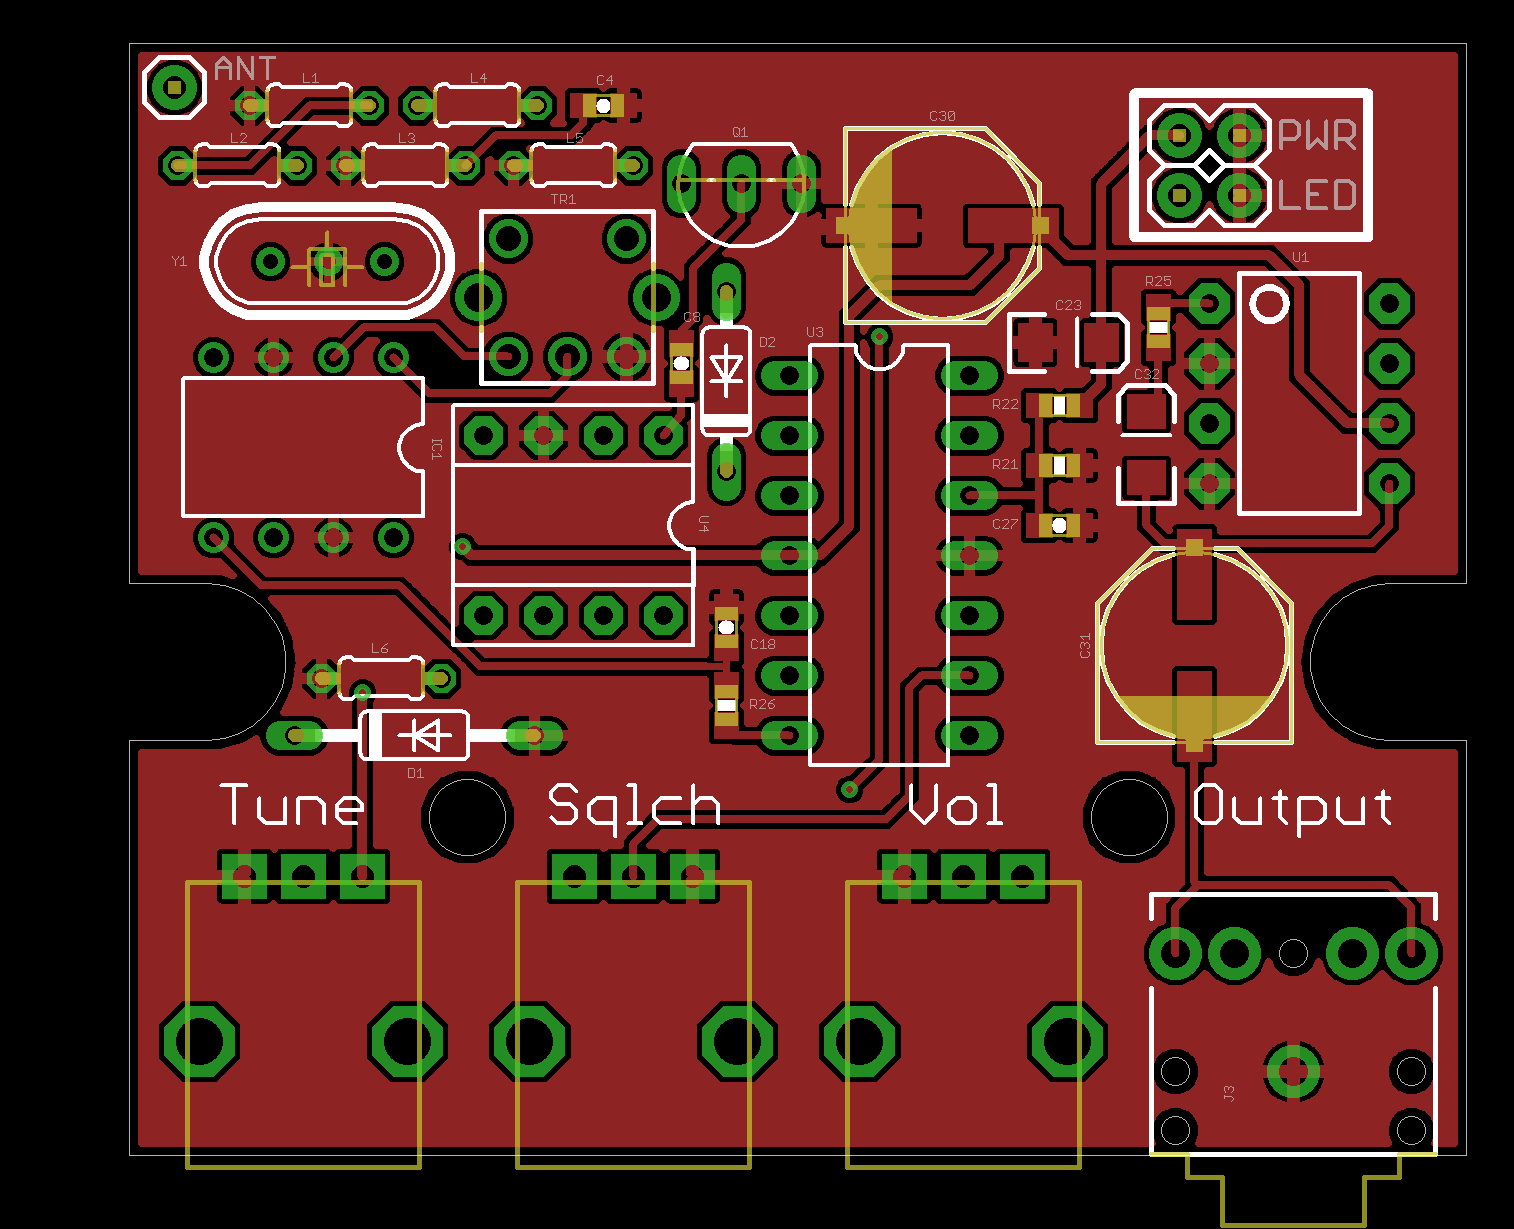 ANT
L1
L4
C4
L2
L3
L5
Q1
C30
PWR
LED
TR1
Y1
U1
R25
C8
D2
U3
C23
C32
R22
IC1
R21
U4
C27
C18
C31
L6
R26
D1
Tune
Sqlch
Vol
Output
J3